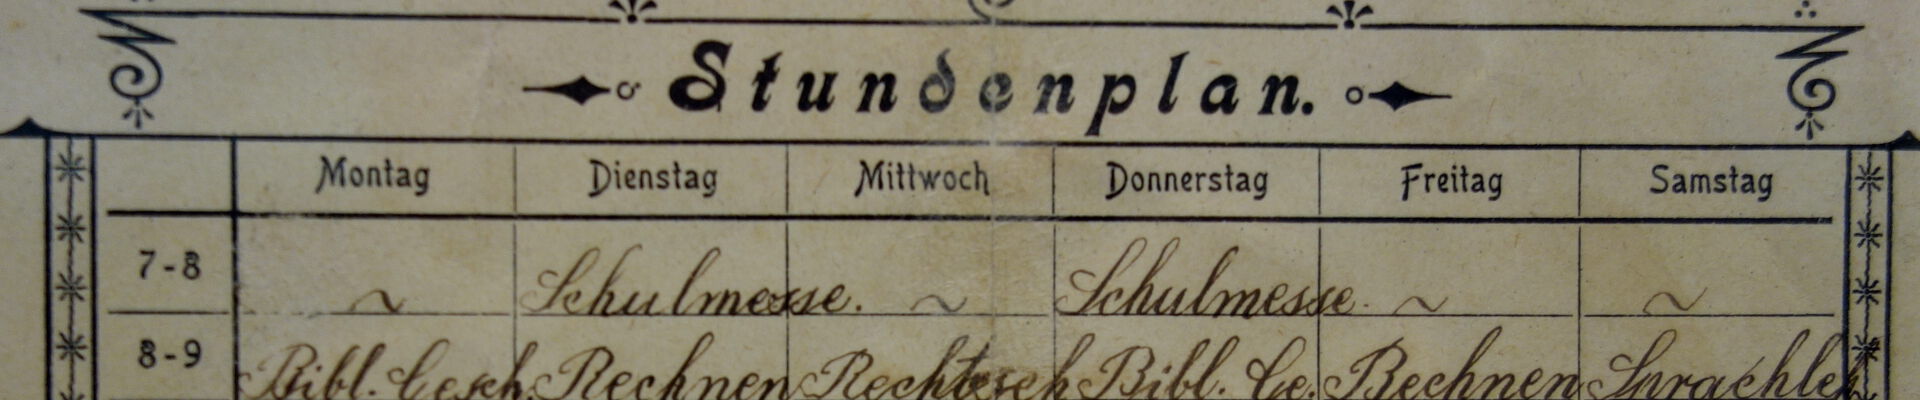 Stundenplan.
Montag Dienstag Mittwoch Donnerstag Freitag Samstag
7-8 ~ Schulmesse. ~ Schulmesse. ~ ~
8-9 Bibl. Gesch. Rechnen Rechtsch Bibl. Ge. Rechnen Sprachleh